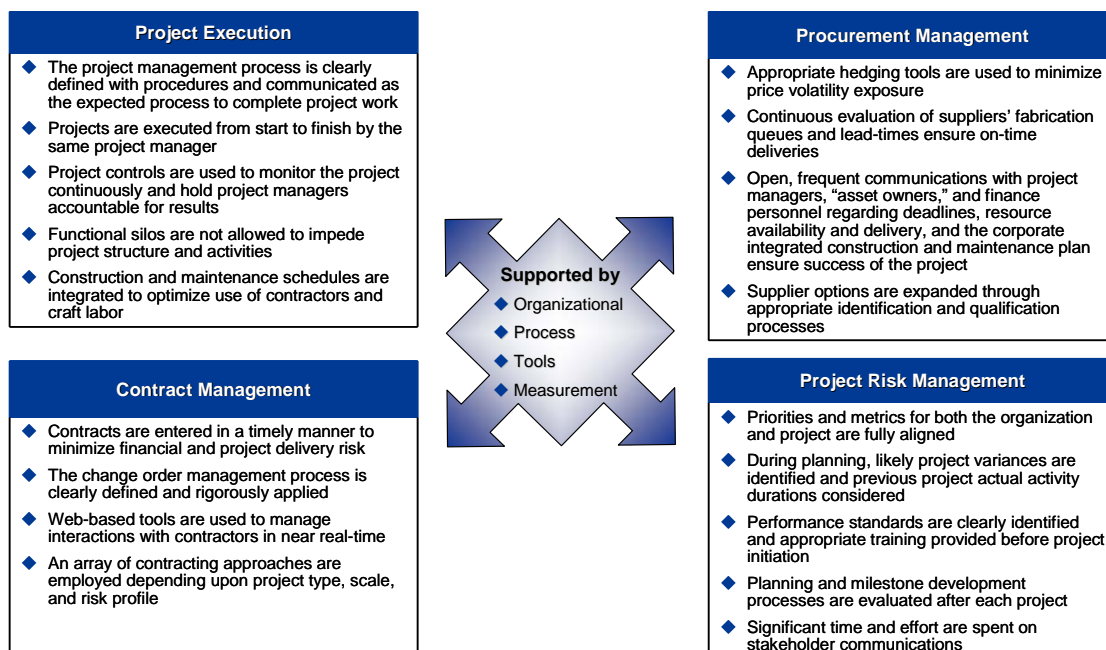 Project Execution
The project management process is clearly
defined with procedures and communicated as
the expected process to complete project work
Projects are executed from start to finish by the
same project manager
Project controls are used to monitor the project
continuously and hold project managers
accountable for results
Functional silos are not allowed to impede
project structure and activities
Construction and maintenance schedules are
integrated to optimize use of contractors and
craft labor
Procurement Management
Appropriate hedging tools are used to minimize
price volatility exposure
Continuous evaluation of suppliers’ fabrication
queues and lead-times ensure on-time
deliveries
Open, frequent communications with project
managers, “asset owners,” and finance
personnel regarding deadlines, resource
availability and delivery, and the corporate
integrated construction and maintenance plan
ensure success of the project
Supplier options are expanded through
appropriate identification and qualification
processes
Supported by
Organizational
Process
Tools
Measurement
Contract Management
Contracts are entered in a timely manner to
minimize financial and project delivery risk
The change order management process is
clearly defined and rigorously applied
Web-based tools are used to manage
interactions with contractors in near real-time
An array of contracting approaches are
employed depending upon project type, scale,
and risk profile
Project Risk Management
Priorities and metrics for both the organization
and project are fully aligned
During planning, likely project variances are
identified and previous project actual activity
durations considered
Performance standards are clearly identified
and appropriate training provided before project
initiation
Planning and milestone development
processes are evaluated after each project
Significant time and effort are spent on
stakeholder communications